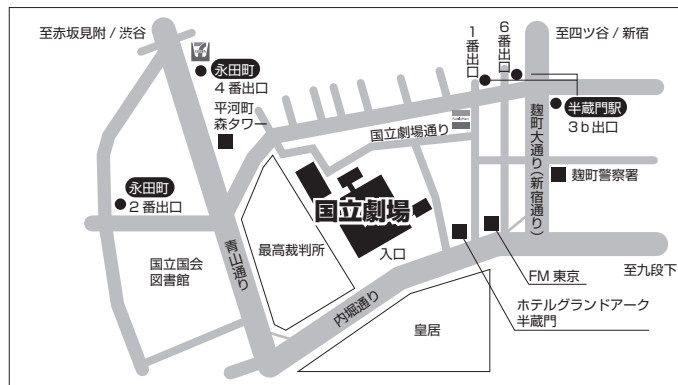 至赤坂見附 / 渋谷
至四ツ谷 / 新宿
1番出口
6番出口
永田町
4番出口
平河町
森タワー
半蔵門駅
3b出口
国立劇場通り
麹町大通り(新宿通り)
麹町警察署
永田町
2番出口
国立劇場
最高裁判所
入口
青山通り
国立国会
図書館
内堀通り
FM東京
至九段下
ホテルグランドアーク
半蔵門
皇居